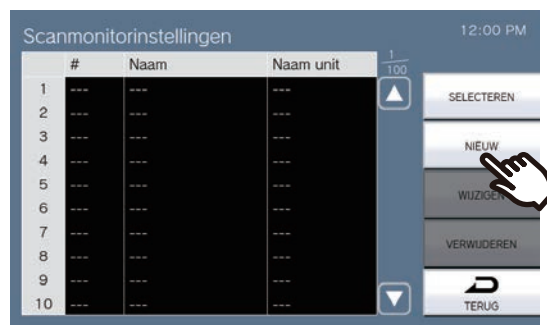 Scanmonitorinstellingen 12:00 PM
# Naam Naam unit 1/100
1 --- --- ---
2 --- --- ---
3 --- --- ---
4 --- --- ---
5 --- --- ---
6 --- --- ---
7 --- --- ---
8 --- --- ---
9 --- --- ---
10 --- --- ---
SELECTEREN
NIEUW
WIJZIGEN
VERWIJDEREN
TERUG